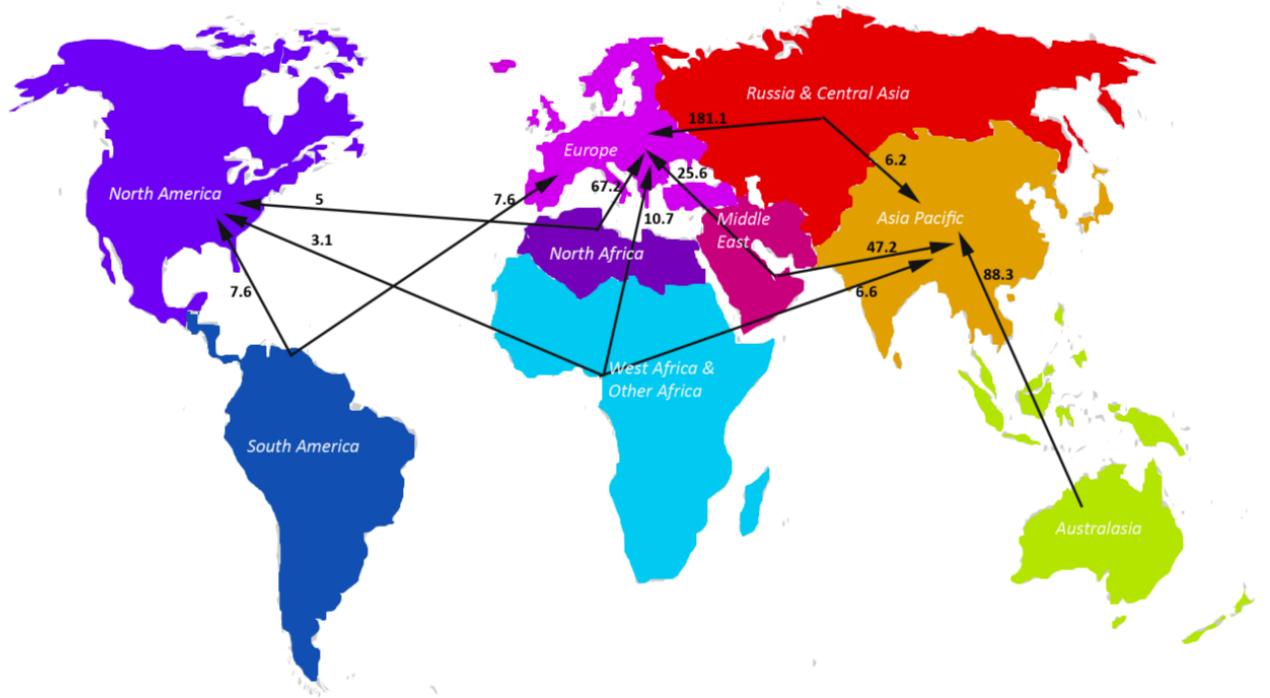 Russia & Central Asia
181.1
Europe
6.2
25.6
67.2
North America
5
7.6
10.7
Middle
East
Asia Pacific
3.1
North Africa
47.2
88.3
7.6
6.6
West Africa &
Other Africa
South America
Australasia